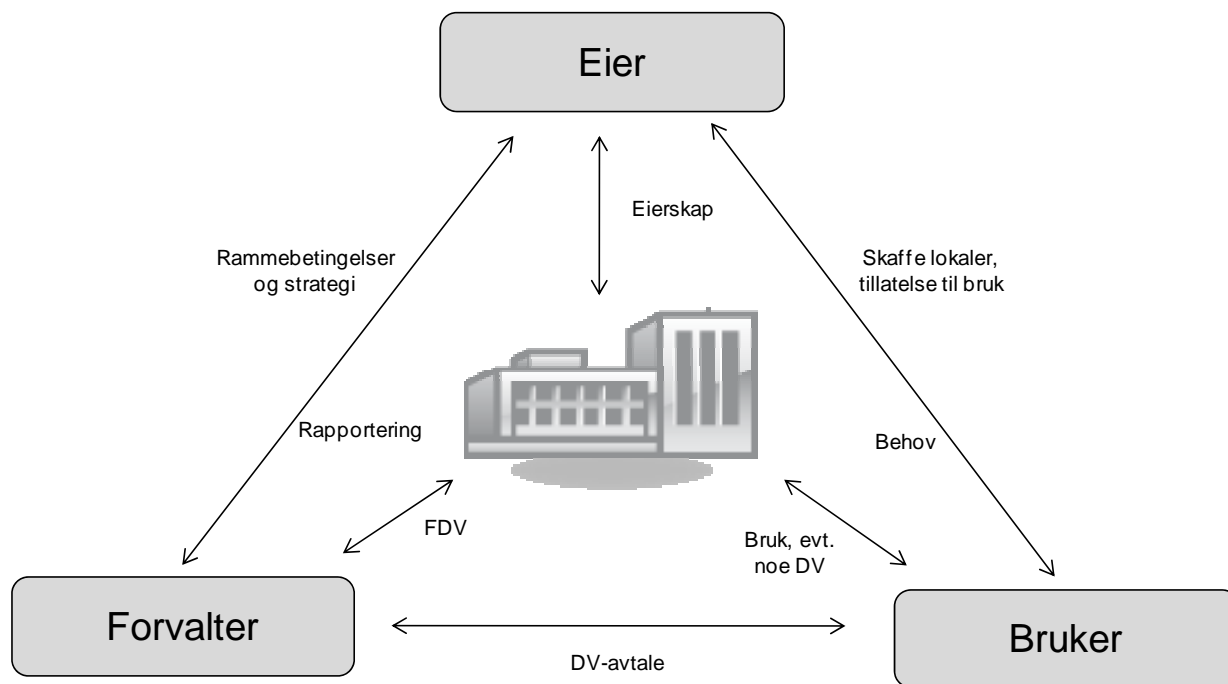 Eier
Eierskap
Rammebetingelser
og strategi
Skaffe lokaler,
tillatelse til bruk
Rapportering
Behov
FDV
Bruk, evt.
noe DV
Forvalter
Bruker
DV-avtale